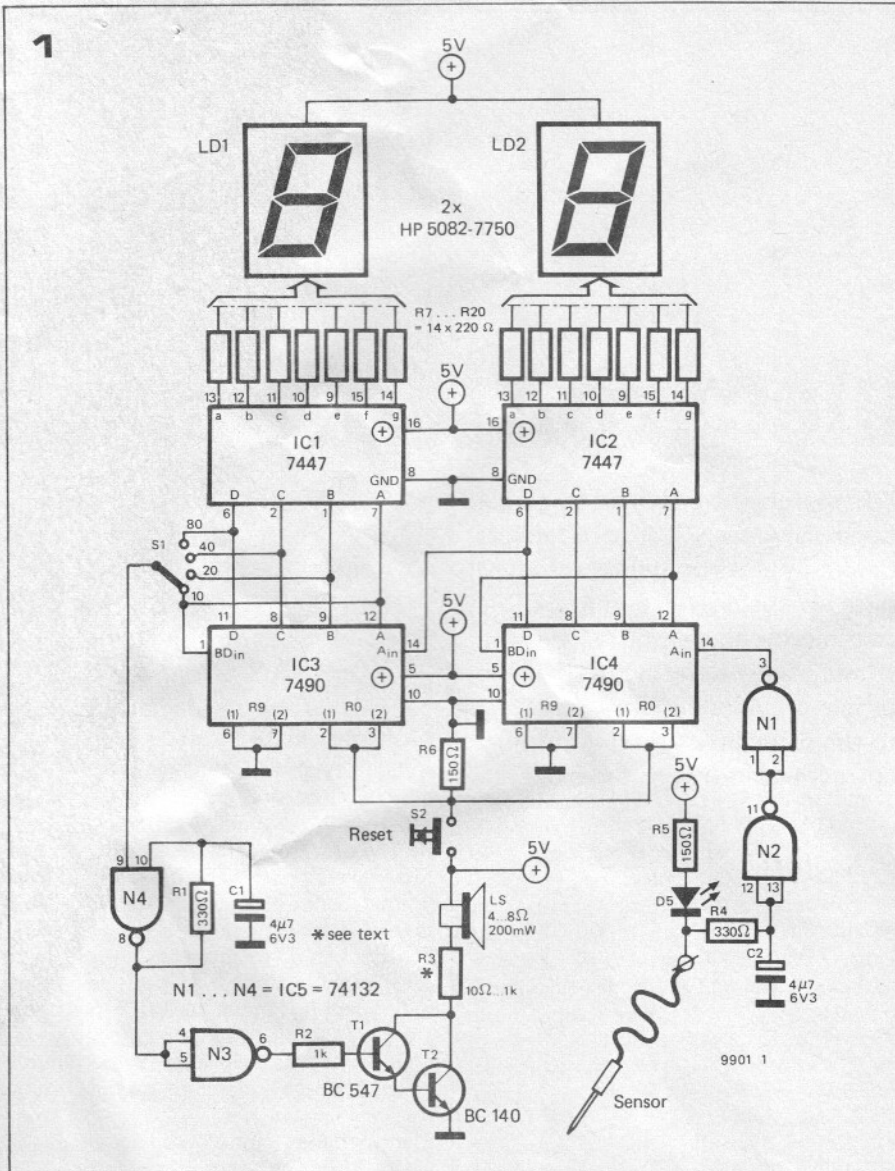 1
5V
+
LD1
LD2
2x
HP 5082-7750
R7 . . . R20
= 14 x 220 Ω
5V
+
13 12 11 10 9 15 14
a b c d e f g
13 12 11 10 9 15 14
a b c d e f g
IC1
7447
+
16
16
+
IC2
7447
GND
8
8
GND
D C B A
6 2 1 7
D C B A
6 2 1 7
80
S1
40
20
10
5V
+
11 8 9 12
D C B A
11 8 9 12
D C B A
1
BDin
Ain
14
IC3
7490
+
5
10
1
BDin
Ain
14
IC4
7490
5
+
10
R9
R0
(1) (2) (1) (2)
6 7 2 3
R9
R0
(1) (2) (1) (2)
6 7 2 3
R6
150Ω
S2
Reset
5V
+
3
N1
1 2
11
N2
12 13
5V
+
R5
150Ω
D5
R4
330Ω
C2
4µ7
6V3
9 10
N4
8
R1
330Ω
C1
4µ7
6V3
* see text
LS
4...8Ω
200mW
R3
*
10Ω...1k
N1 . . . N4 = IC5 = 74132
4
5
N3
6
R2
1k
T1
BC 547
T2
BC 140
9901 1
Sensor